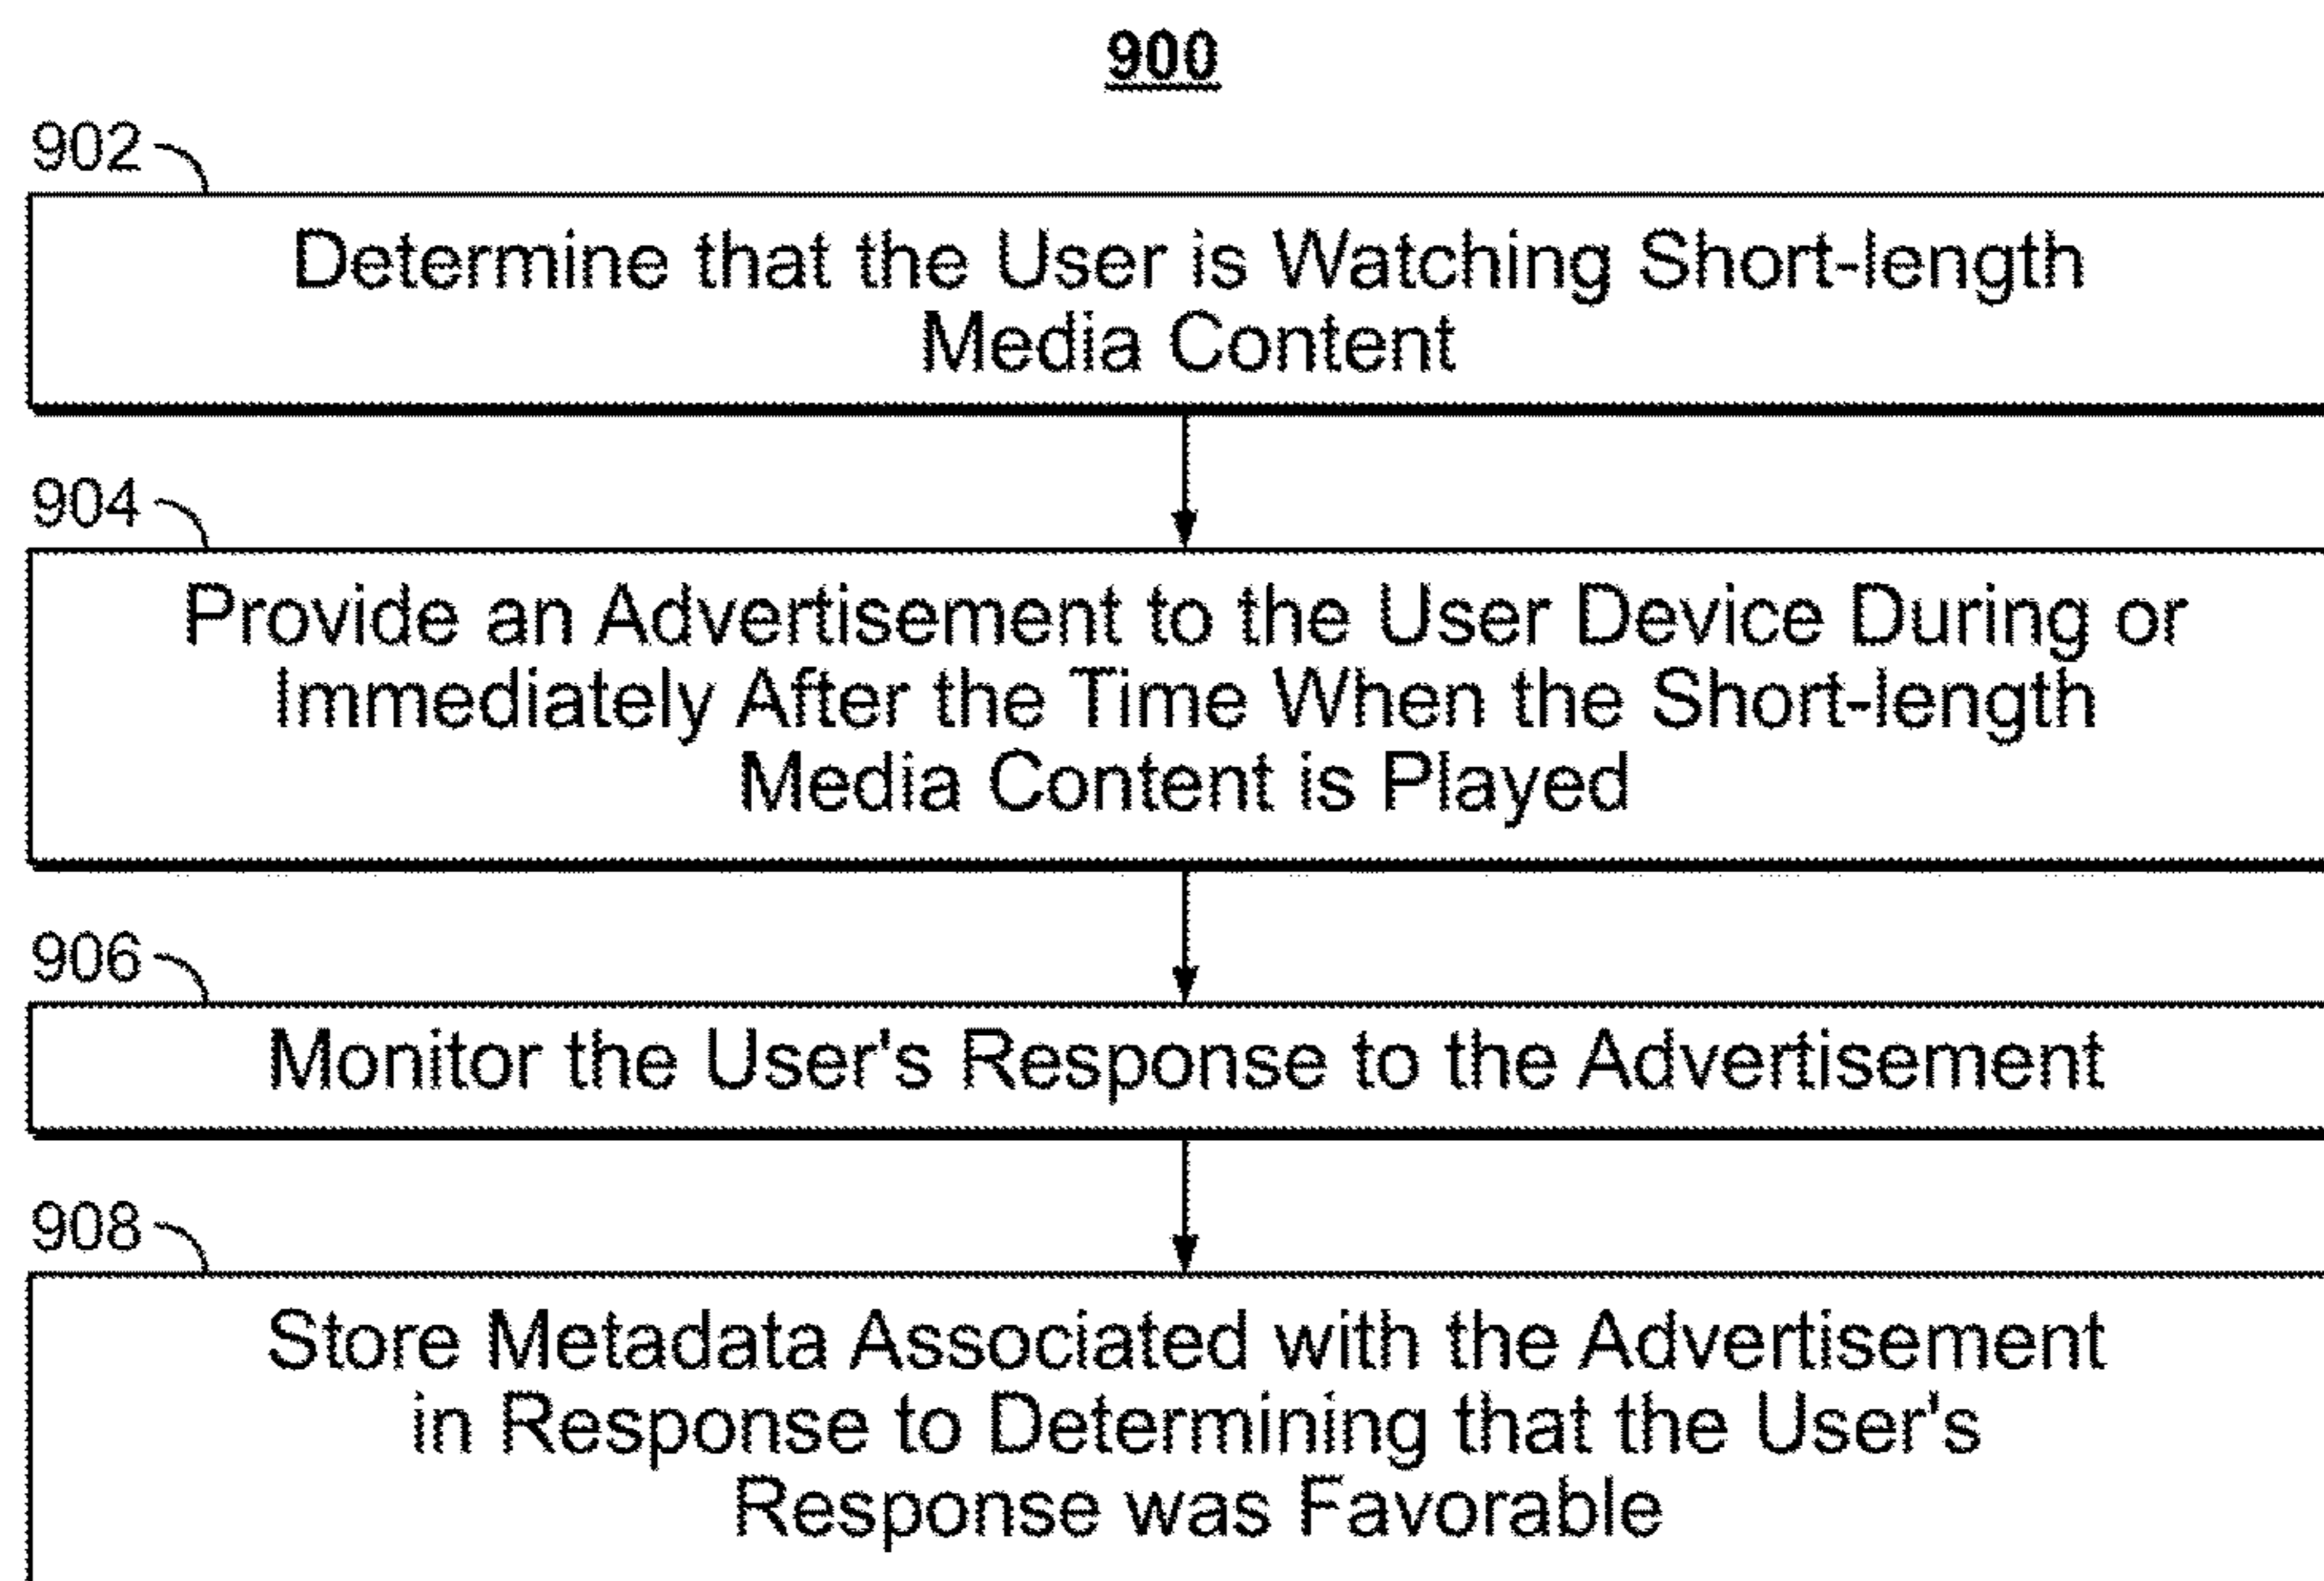 900
902
Determine that the User is Watching Short-length
Media Content
904
Provide an Advertisement to the User Device During or
Immediately After the Time When the Short-length
Media Content is Played
906
Monitor the User's Response to the Advertisement
908
Store Metadata Associated with the Advertisement
in Response to Determining that the User's
Response was Favorable